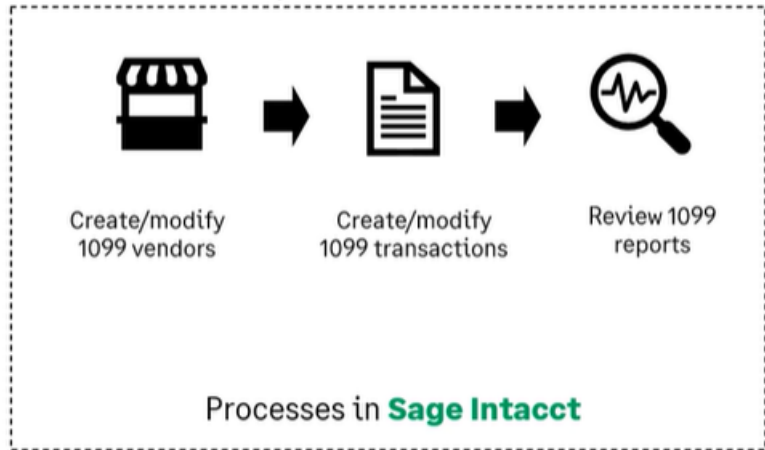 Create/modify
1099 vendors
Create/modify
1099 transactions
Review 1099
reports
Processes in Sage Intacct